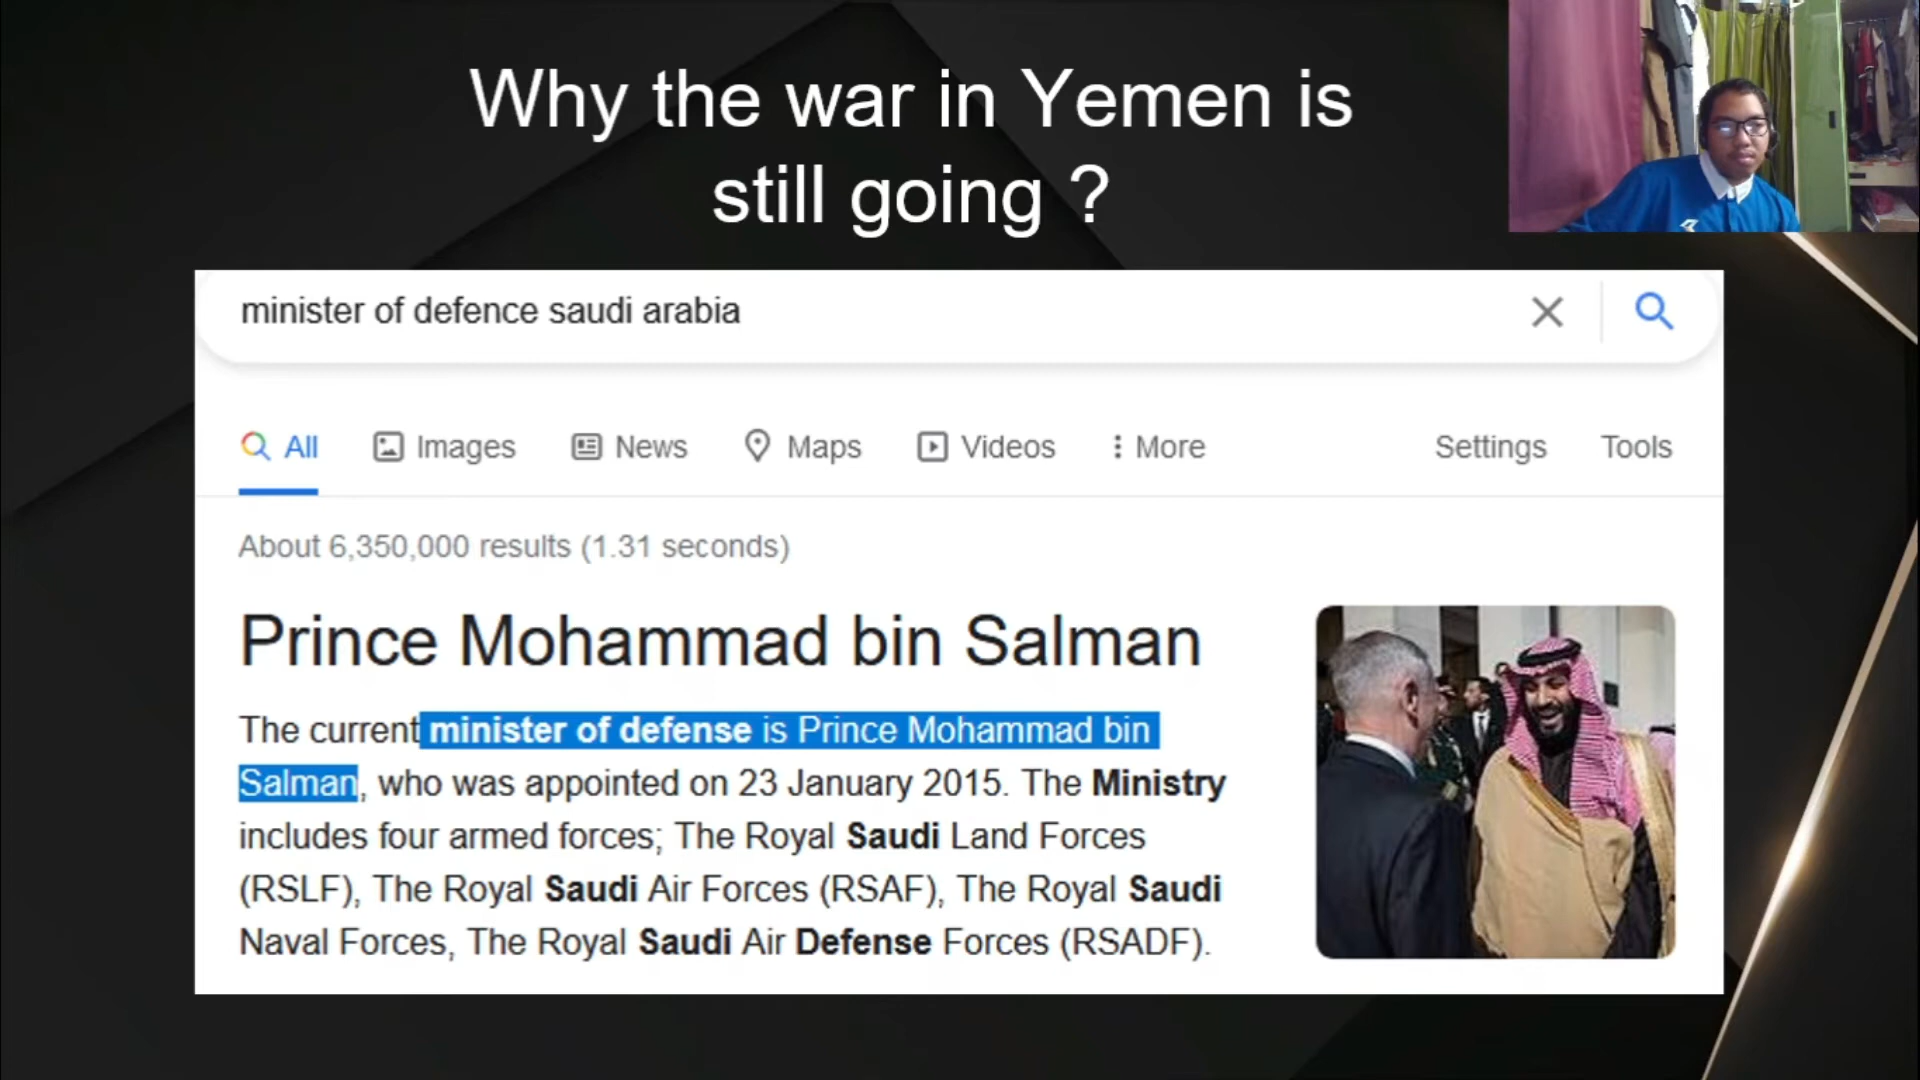 Why the war in Yemen is
still going ?
minister of defence saudi arabia
All Images News Maps Videos More Settings Tools
About 6,350,000 results (1.31 seconds)
Prince Mohammad bin Salman
The current minister of defense is Prince Mohammad bin
Salman, who was appointed on 23 January 2015. The Ministry
includes four armed forces; The Royal Saudi Land Forces
(RSLF), The Royal Saudi Air Forces (RSAF), The Royal Saudi
Naval Forces, The Royal Saudi Air Defense Forces (RSADF).